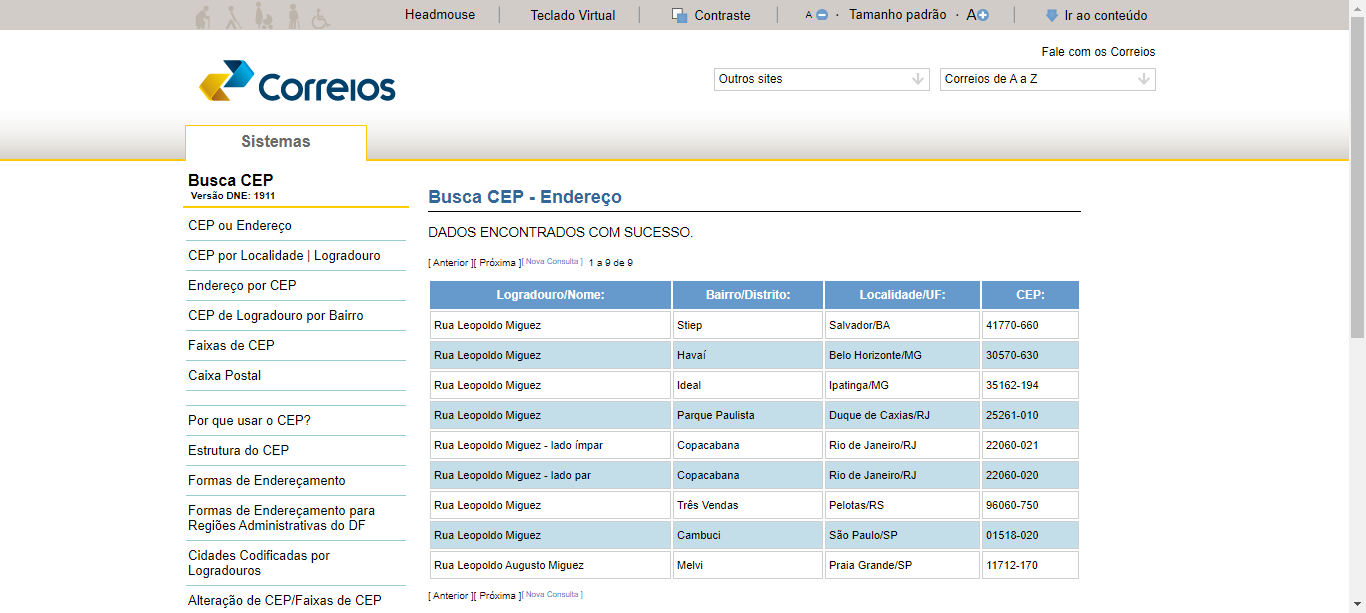 Headmouse
Teclado Virtual
Contraste
A
Tamanho padrão
A
Ir ao conteúdo
Fale com os Correios
Correios
Outros sites
Correios de A a Z
Sistemas
Busca CEP
Versão DNE: 1911
CEP ou Endereço
CEP por Localidade | Logradouro
Endereço por CEP
CEP de Logradouro por Bairro
Faixas de CEP
Caixa Postal
Por que usar o CEP?
Estrutura do CEP
Formas de Endereçamento
Formas de Endereçamento para
Regiões Administrativas do DF
Cidades Codificadas por
Logradouros
Alteração de CEP/Faixas de CEP
Busca CEP - Endereço
DADOS ENCONTRADOS COM SUCESSO.
[ Anterior ][ Próxima ][ Nova Consulta ] 1 a 9 de 9
Logradouro/Nome: Bairro/Distrito: Localidade/UF: CEP:
Rua Leopoldo Miguez Stiep Salvador/BA 41770-660
Rua Leopoldo Miguez Havaí Belo Horizonte/MG 30570-630
Rua Leopoldo Miguez Ideal Ipatinga/MG 35162-194
Rua Leopoldo Miguez Parque Paulista Duque de Caxias/RJ 25261-010
Rua Leopoldo Miguez - lado ímpar Copacabana Rio de Janeiro/RJ 22060-021
Rua Leopoldo Miguez - lado par Copacabana Rio de Janeiro/RJ 22060-020
Rua Leopoldo Miguez Três Vendas Pelotas/RS 96060-750
Rua Leopoldo Miguez Cambuci São Paulo/SP 01518-020
Rua Leopoldo Augusto Miguez Melvi Praia Grande/SP 11712-170
[ Anterior ][ Próxima ][ Nova Consulta ]